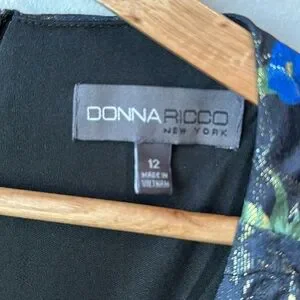 DONNA RICCO
NEW YORK
12
MADE IN
VIETNAM